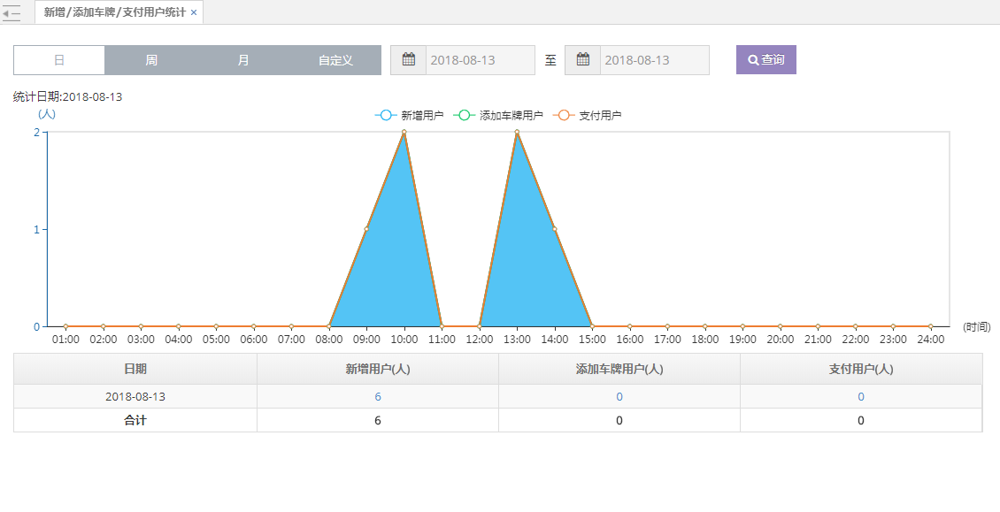 新增/添加车牌/支付用户统计 ×
日 周 月 自定义 2018-08-13 至 2018-08-13 查询
统计日期:2018-08-13
(人)
新增用户 添加车牌用户 支付用户
2
1
0
01:00 02:00 03:00 04:00 05:00 06:00 07:00 08:00 09:00 10:00 11:00 12:00 13:00 14:00 15:00 16:00 17:00 18:00 19:00 20:00 21:00 22:00 23:00 24:00
(时间)
日期 新增用户(人) 添加车牌用户(人) 支付用户(人)
2018-08-13 6 0 0
合计 6 0 0